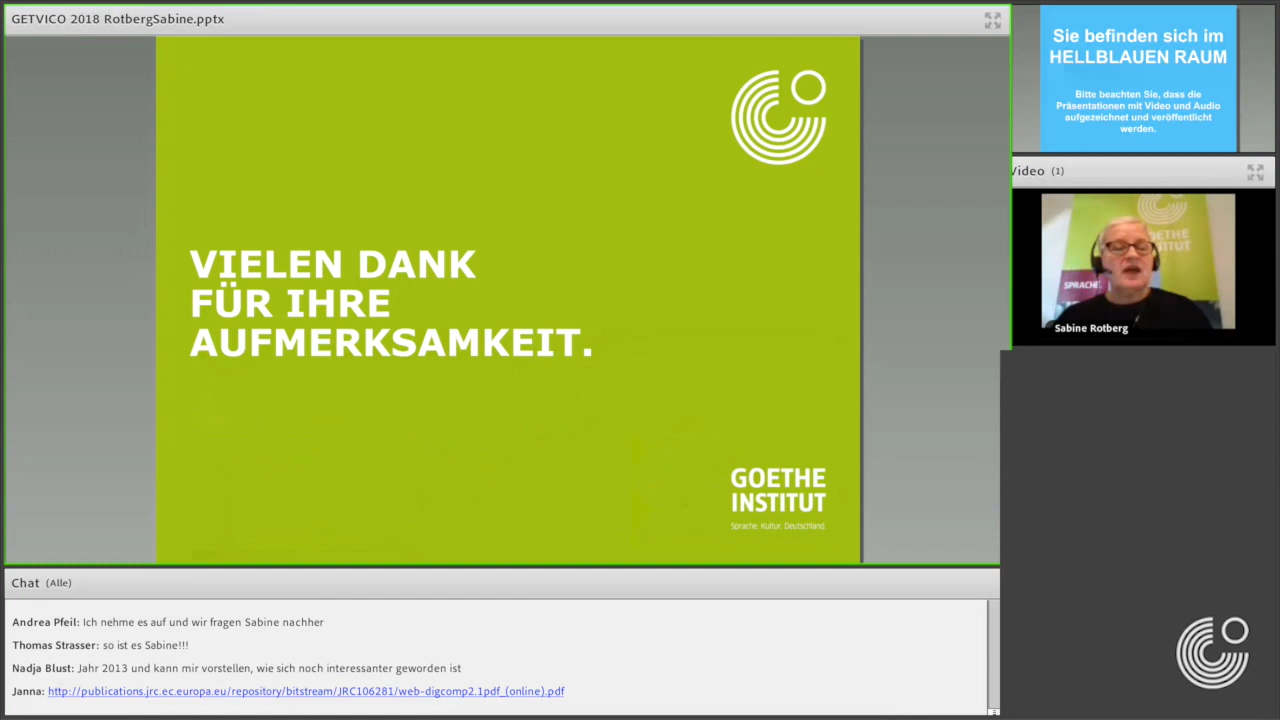 GETVICO 2018 RotbergSabine.pptx
VIELEN DANK
FÜR IHRE
AUFMERKSAMKEIT.
GOETHE
INSTITUT
Sprache. Kultur. Deutschland.
Sie befinden sich im
HELLBLAUEN RAUM
Bitte beachten Sie, dass die
Präsentationen mit Video und Audio
aufgezeichnet und veröffentlicht
werden.
Video (1)
GOETHE
INSTITUT
SPRACHE.
Sabine Rotberg
Chat (Alle)
Andrea Pfeil: Ich nehme es auf und wir fragen Sabine nachher
Thomas Strasser: so ist es Sabine!!!
Nadja Blust: Jahr 2013 und kann mir vorstellen, wie sich noch interessanter geworden ist
Janna: http://publications.jrc.ec.europa.eu/repository/bitstream/JRC106281/web-digcomp2.1pdf_(online).pdf